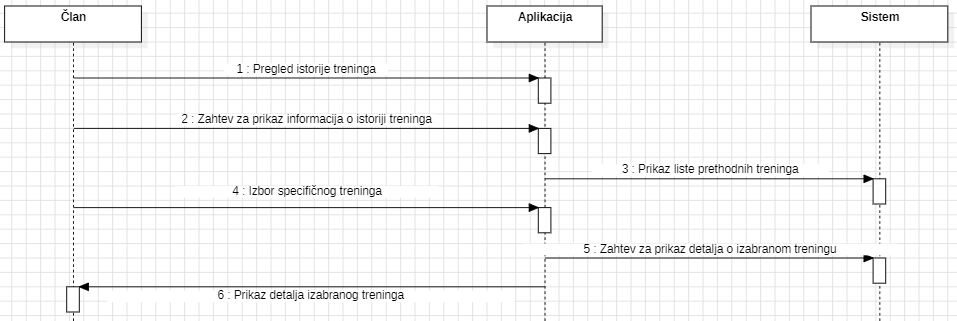 Član
Aplikacija
Sistem
1 : Pregled istorije treninga
2 : Zahtev za prikaz informacija o istoriji treninga
3 : Prikaz liste prethodnih treninga
4 : Izbor specifičnog treninga
5 : Zahtev za prikaz detalja o izabranom treningu
6 : Prikaz detalja izabranog treninga